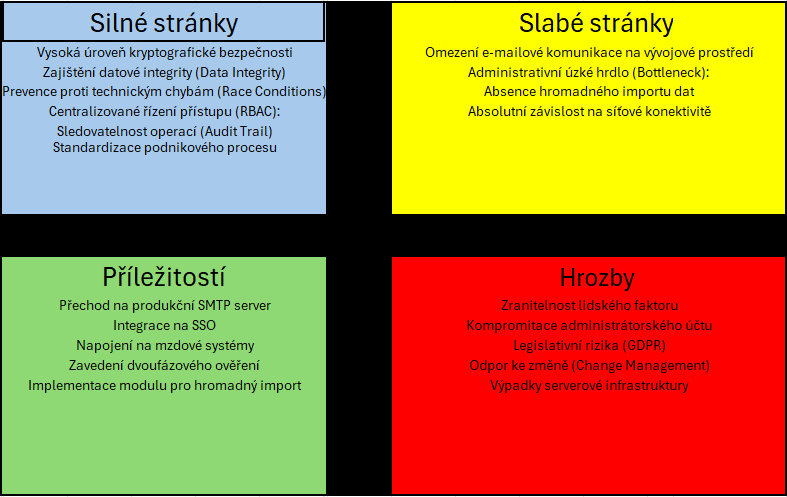 Silné stránky
Vysoká úroveň kryptografické bezpečnosti
Zajištění datové integrity (Data Integrity)
Prevence proti technickým chybám (Race Conditions)
Centralizované řízení přístupu (RBAC):
Sledovatelnost operací (Audit Trail)
Standardizace podnikového procesu
Slabé stránky
Omezení e-mailové komunikace na vývojové prostředí
Administrativní úzké hrdlo (Bottleneck):
Absence hromadného importu dat
Absolutní závislost na síťové konektivitě
Příležitostí
Přechod na produkční SMTP server
Integrace na SSO
Napojení na mzdové systémy
Zavedení dvoufázového ověření
Implementace modulu pro hromadný import
Hrozby
Zranitelnost lidského faktoru
Kompromitace administrátorského účtu
Legislativní rizika (GDPR)
Odpor ke změně (Change Management)
Výpadky serverové infrastruktury